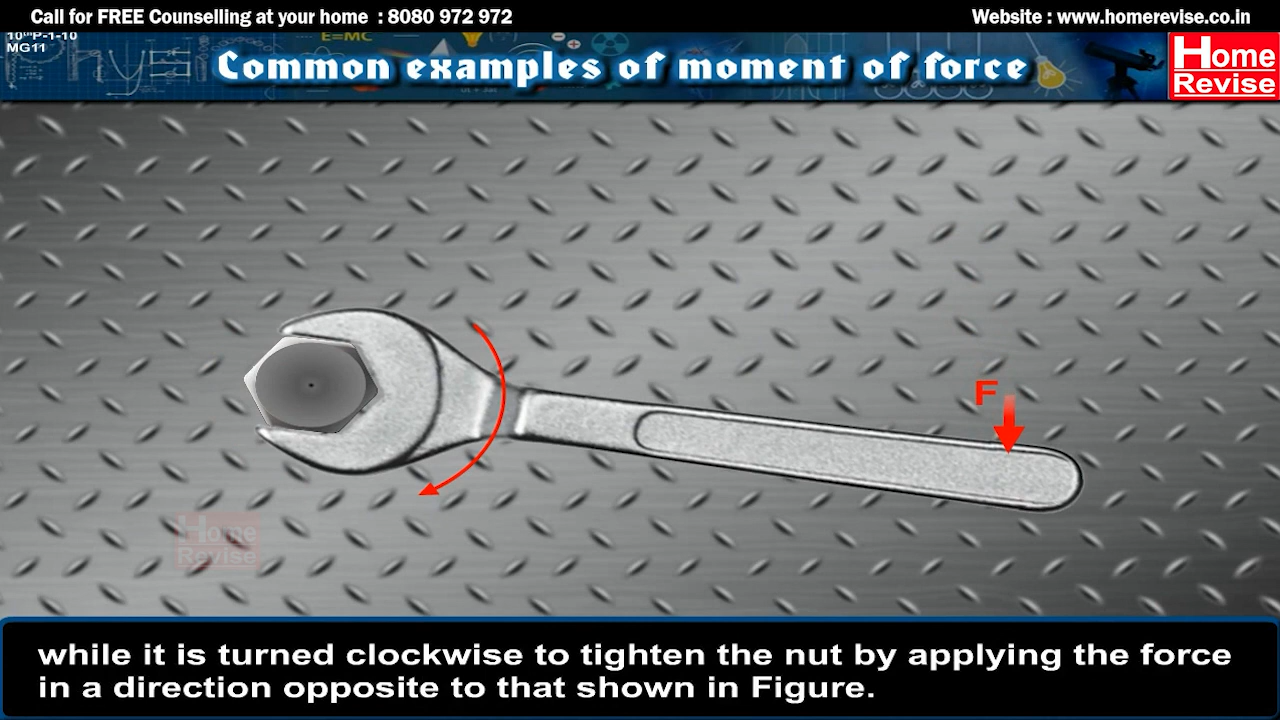 Call for FREE Counselling at your home : 8080 972 972
Website : www.homerevise.co.in
10thP-1-10
MG11
E=MC
Common examples of moment of force
Home
Revise
F
Home
Revise
while it is turned clockwise to tighten the nut by applying the force
in a direction opposite to that shown in Figure.